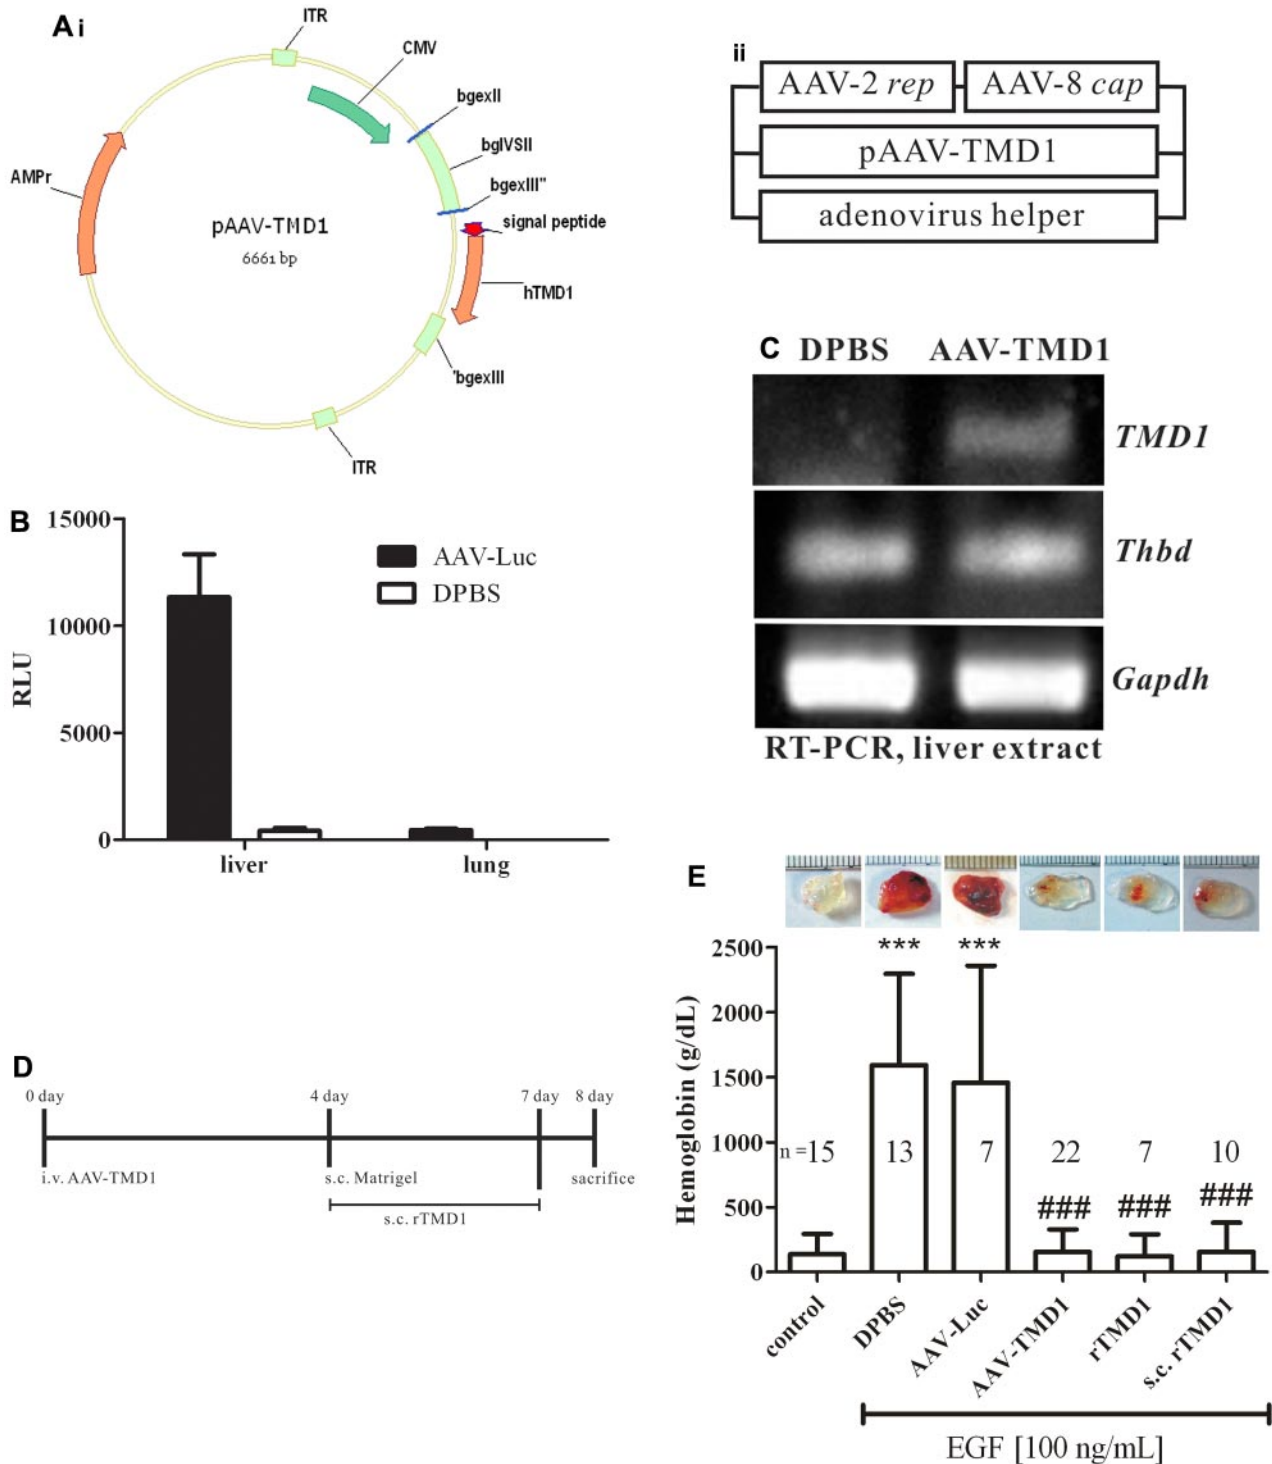 A i
ITR
CMV
bgexII
bglVSII
bgexIII"
signal peptide
hTMD1
'bgexIII
ITR
AMPr
pAAV-TMD1
6661 bp
ii
AAV-2 rep
AAV-8 cap
pAAV-TMD1
adenovirus helper
B
15000
10000
5000
0
RLU
AAV-Luc
DPBS
liver
lung
C
DPBS AAV-TMD1
TMD1
Thbd
Gapdh
RT-PCR, liver extract
D
0 day
4 day
7 day
8 day
i.v. AAV-TMD1
s.c. Matrigel
sacrifice
s.c. rTMD1
E
2500
2000
1500
1000
500
0
Hemoglobin (g/dL)
*** ***
n =15 13 7 22 7 10
### ### ###
control
DPBS
AAV-Luc
AAV-TMD1
rTMD1
s.c. rTMD1
EGF [100 ng/mL]